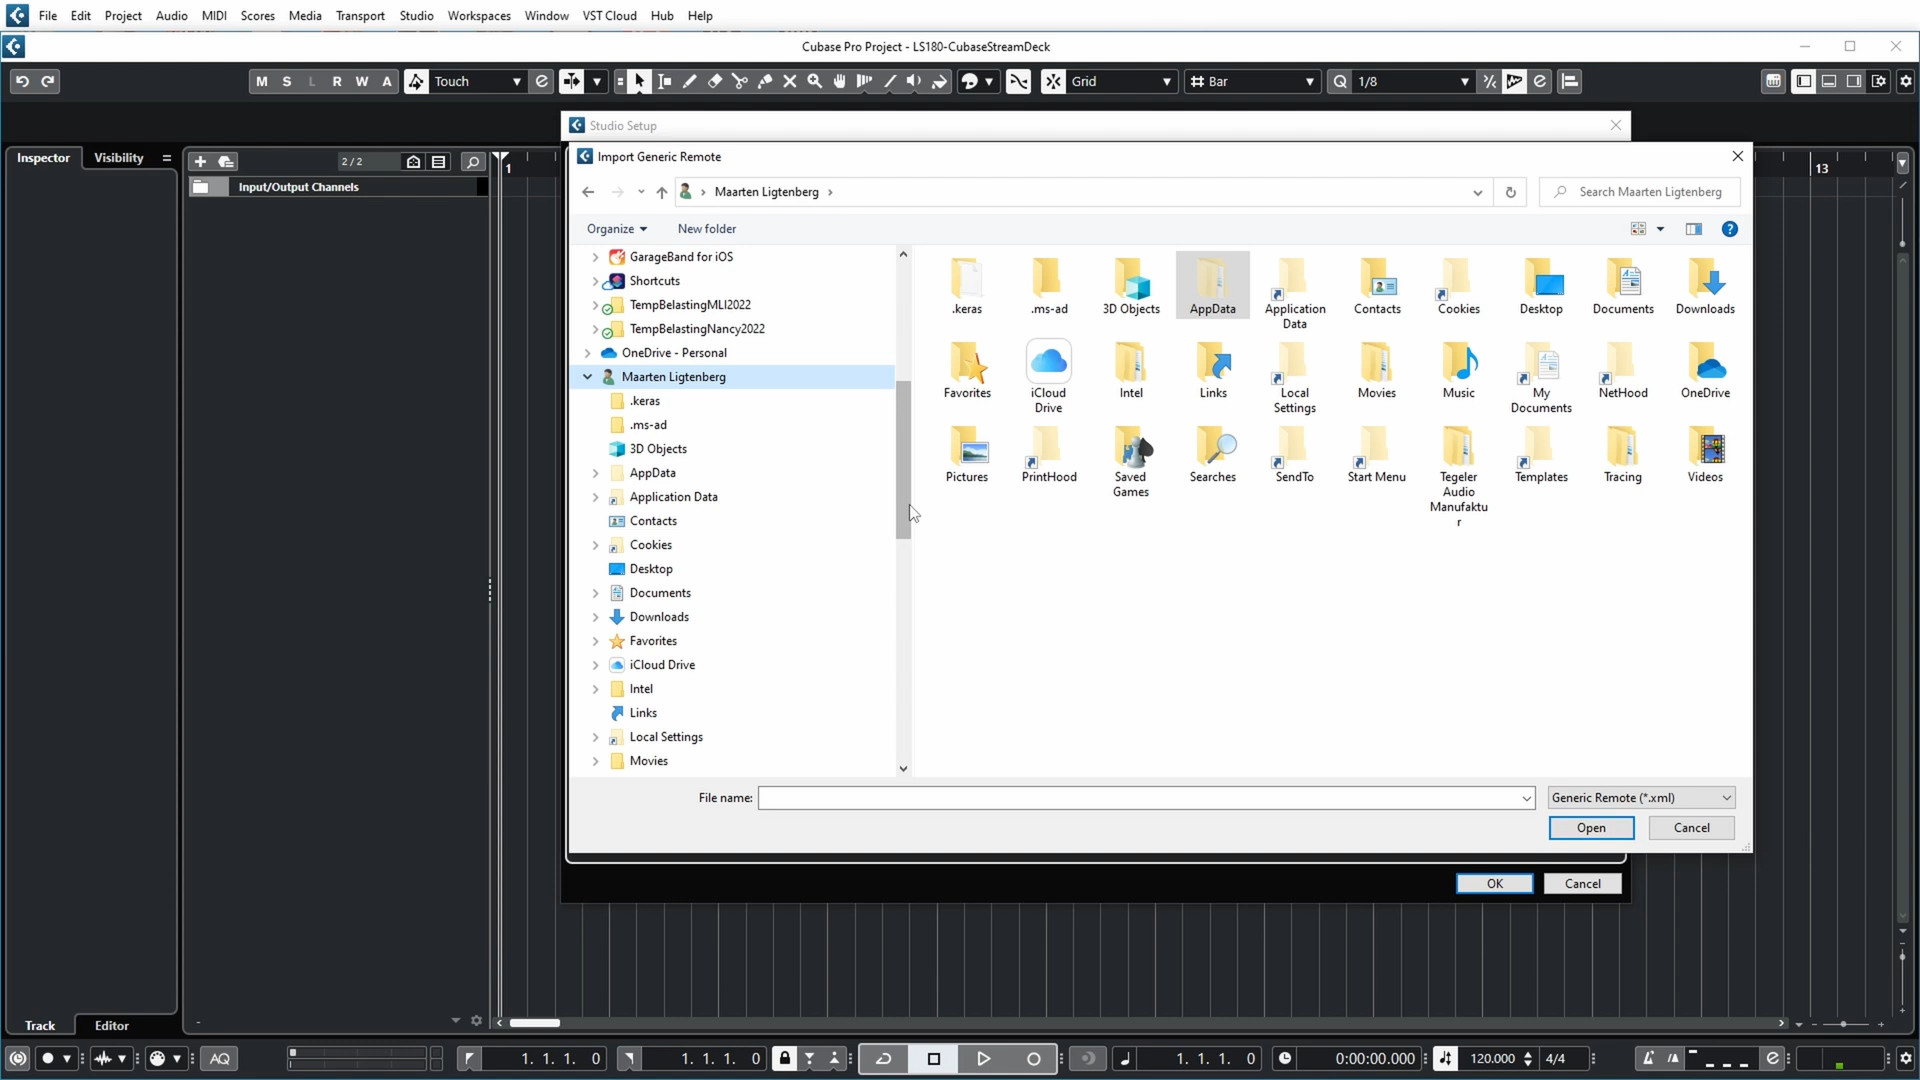 File Edit Project Audio MIDI Scores Media Transport Studio Workspaces Window VST Cloud Hub Help
Cubase Pro Project - LS180-CubaseStreamDeck
M S L R W A Touch Grid Bar Q 1/8
Studio Setup
Import Generic Remote
Inspector Visibility
2 / 2
1
13
Input/Output Channels
Maarten Ligtenberg
Search Maarten Ligtenberg
Organize New folder
GarageBand for iOS
Shortcuts
TempBelastingMLI2022
TempBelastingNancy2022
OneDrive - Personal
Maarten Ligtenberg
.keras
.ms-ad
3D Objects
AppData
Application Data
Contacts
Cookies
Desktop
Documents
Downloads
Favorites
iCloud Drive
Intel
Links
Local Settings
Movies
.keras .ms-ad 3D Objects AppData Application Contacts Cookies Desktop Documents Downloads
Data
Favorites iCloud Intel Links Local Movies Music My NetHood OneDrive
Drive Settings Documents
Pictures PrintHood Saved Searches SendTo Start Menu Tegeler Templates Tracing Videos
Games Audio
Manufaktu
r
File name: Generic Remote (*.xml)
Open Cancel
OK Cancel
Track Editor
AQ 1. 1. 1. 0 1. 1. 1. 0 1. 1. 1. 0 0:00:00.000 120.000 4/4